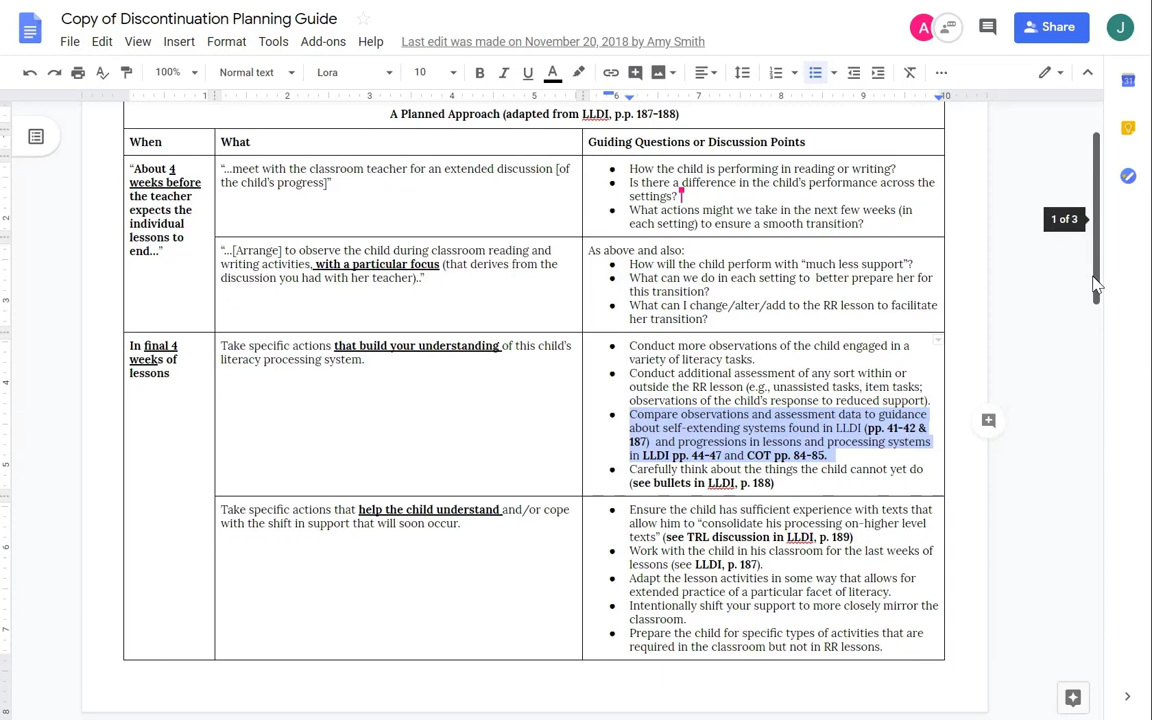 Copy of Discontinuation Planning Guide
File Edit View Insert Format Tools Add-ons Help Last edit was made on November 20, 2018 by Amy Smith
A Share J
100% Normal text Lora 10 B I U A
1 2 3 4 5 6 7 8 9 10
A Planned Approach (adapted from LLDI, p.p. 187-188)
When What Guiding Questions or Discussion Points
"About 4
weeks before
the teacher
expects the
individual
lessons to
end..."
"...meet with the classroom teacher for an extended discussion [of
the child's progress]"
● How the child is performing in reading or writing?
● Is there a difference in the child's performance across the
settings?
● What actions might we take in the next few weeks (in
each setting) to ensure a smooth transition?
"...[Arrange] to observe the child during classroom reading and
writing activities, with a particular focus (that derives from the
discussion you had with her teacher).."
As above and also:
● How will the child perform with "much less support"?
● What can we do in each setting to better prepare her for
this transition?
● What can I change/alter/add to the RR lesson to facilitate
her transition?
In final 4
weeks of
lessons
Take specific actions that build your understanding of this child's
literacy processing system.
● Conduct more observations of the child engaged in a
variety of literacy tasks.
● Conduct additional assessment of any sort within or
outside the RR lesson (e.g., unassisted tasks, item tasks;
observations of the child's response to reduced support).
● Compare observations and assessment data to guidance
about self-extending systems found in LLDI (pp. 41-42 &
187) and progressions in lessons and processing systems
in LLDI pp. 44-47 and COT pp. 84-85.
● Carefully think about the things the child cannot yet do
(see bullets in LLDI, p. 188)
Take specific actions that help the child understand and/or cope
with the shift in support that will soon occur.
● Ensure the child has sufficient experience with texts that
allow him to "consolidate his processing on-higher level
texts" (see TRL discussion in LLDI, p. 189)
● Work with the child in his classroom for the last weeks of
lessons (see LLDI, p. 187).
● Adapt the lesson activities in some way that allows for
extended practice of a particular facet of literacy.
● Intentionally shift your support to more closely mirror the
classroom.
● Prepare the child for specific types of activities that are
required in the classroom but not in RR lessons.
1 of 3
2
3
4
5
6
7
8
31